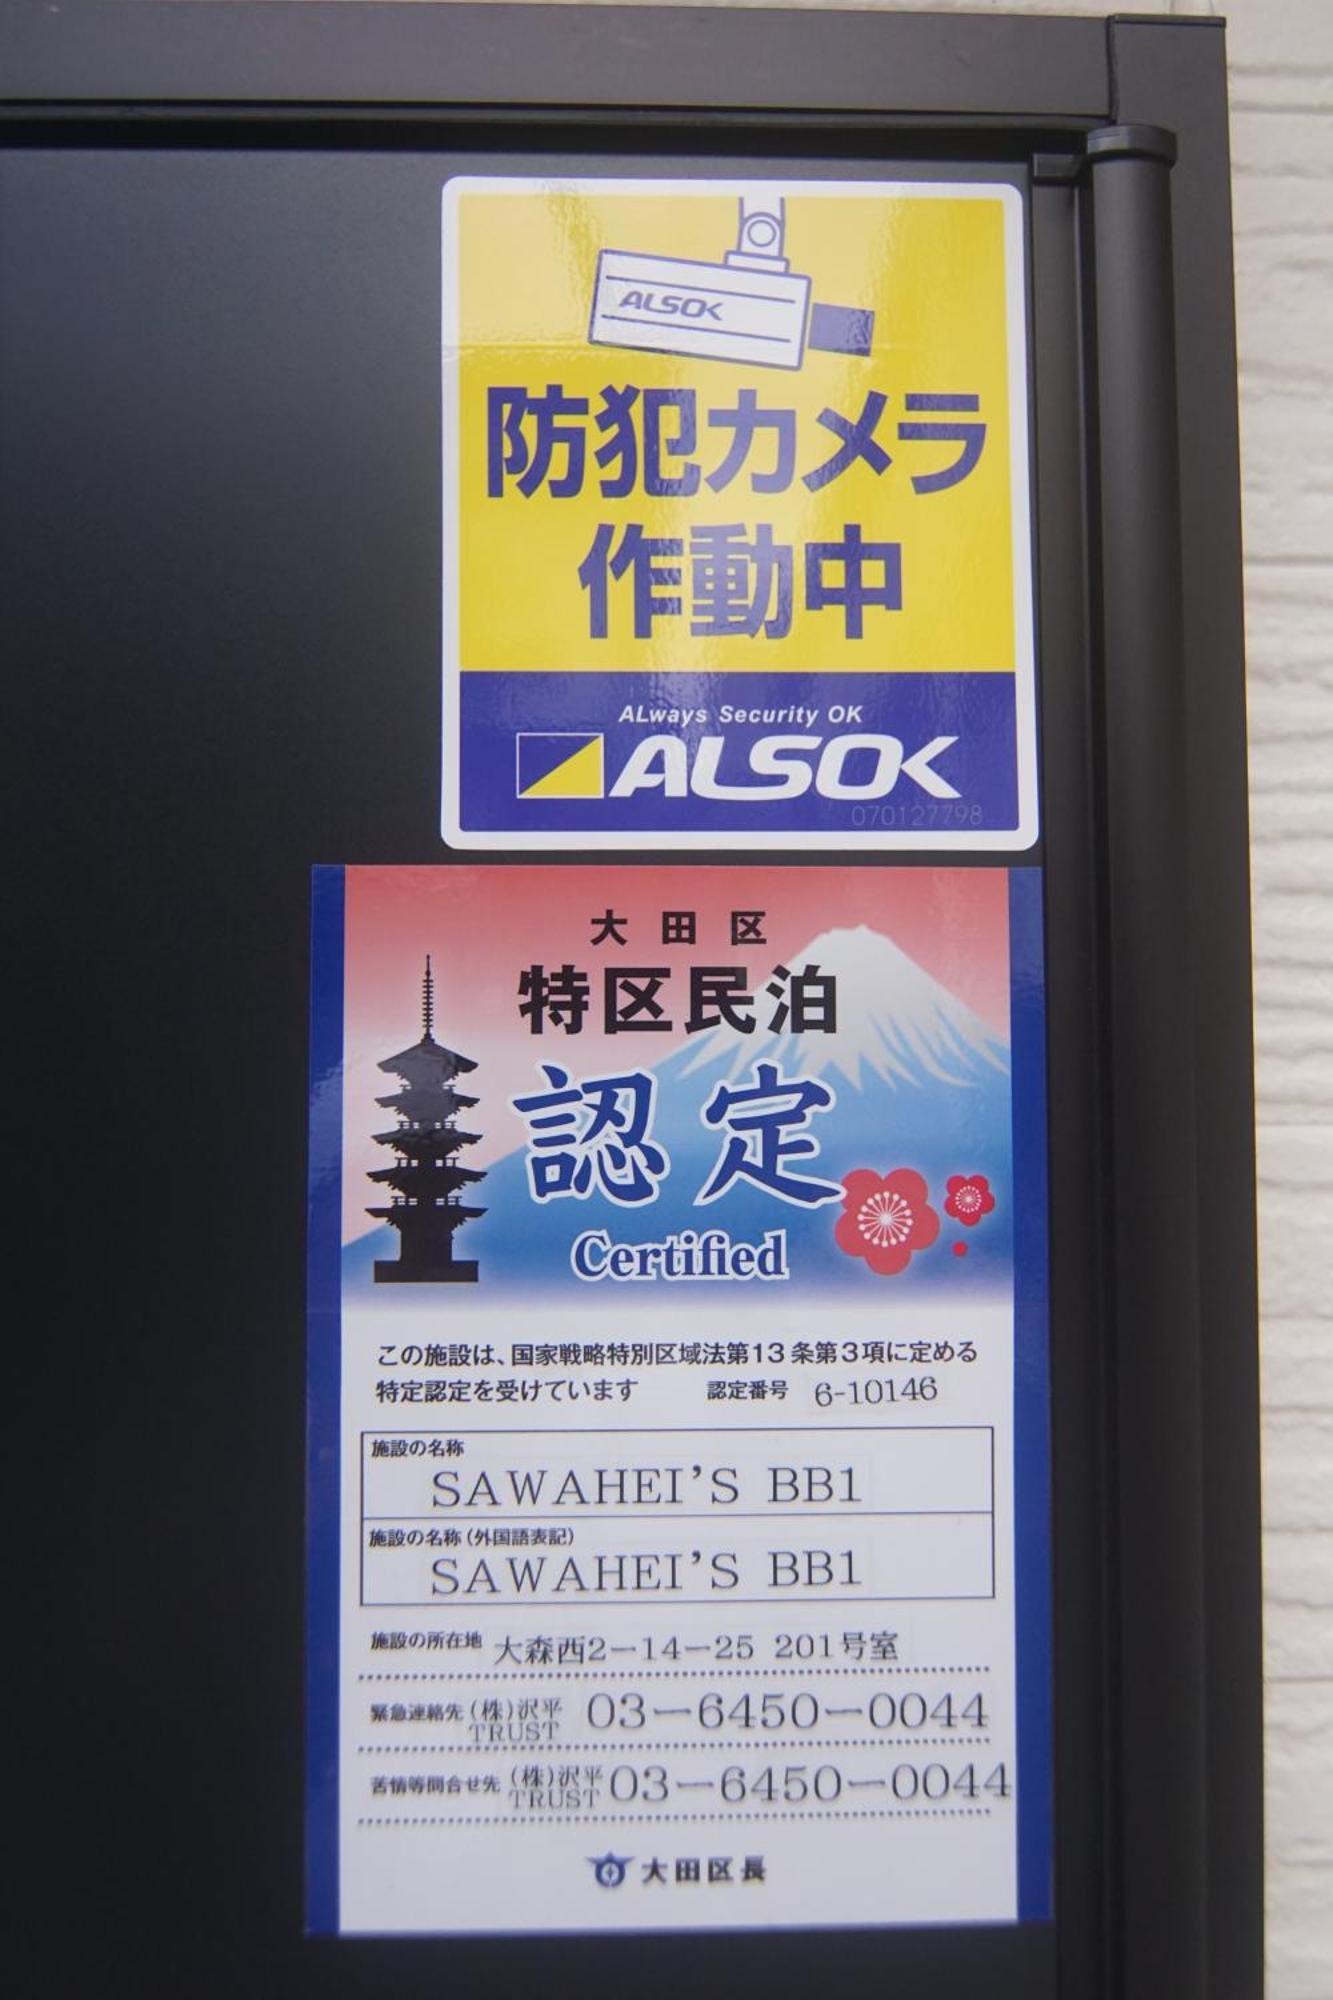 ALSOK
防犯カメラ
作動中
ALways Security OK
ALSOK
070127798
大田区
特区民泊
認定
Certified
この施設は、国家戦略特別区域法第13条第3項に定める
特定認定を受けています 認定番号 6-10146
施設の名称
SAWAHEI'S BB1
施設の名称(外国語表記)
SAWAHEI'S BB1
施設の所在地 大森西2-14-25 201号室
緊急連絡先 (株)沢平 TRUST 03-6450-0044
苦情等問合せ先 (株)沢平 TRUST 03-6450-0044
大田区長